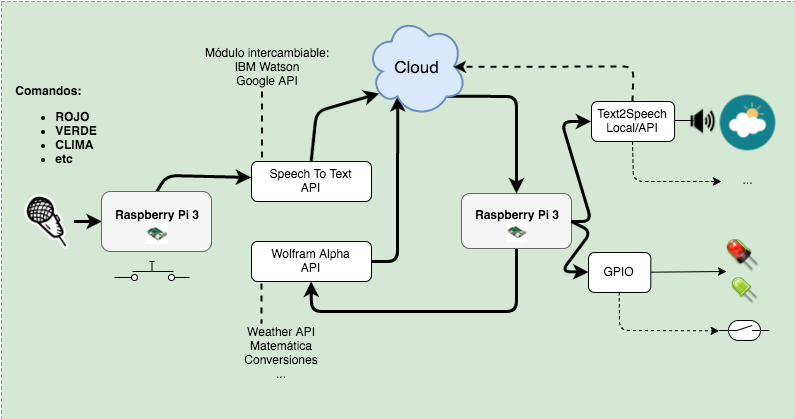 Módulo intercambiable:
IBM Watson
Google API
Cloud
Comandos:
• ROJO
• VERDE
• CLIMA
• etc
Text2Speech
Local/API
Speech To Text
API
...
Raspberry Pi 3
Raspberry Pi 3
Wolfram Alpha
API
GPIO
Weather API
Matemática
Conversiones
...